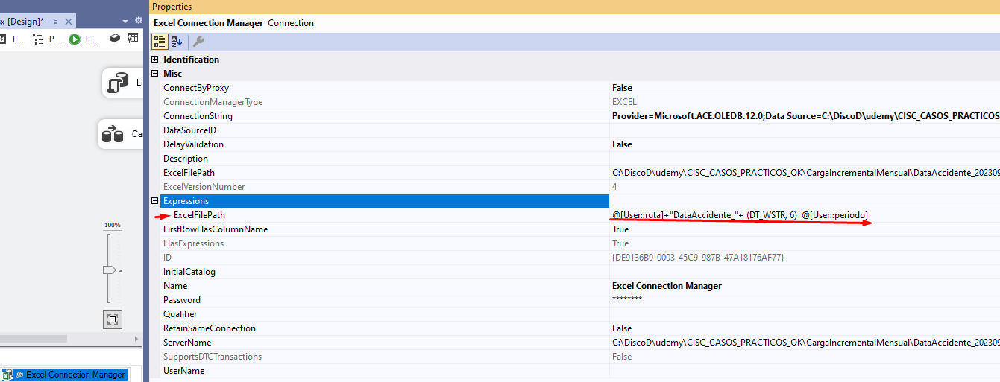 Properties
x [Design]*
Excel Connection Manager Connection
E... P... E...
Identification
Misc
ConnectByProxy False
ConnectionManagerType EXCEL
ConnectionString Provider=Microsoft.ACE.OLEDB.12.0;Data Source=C:\DiscoD\udemy\CISC_CASOS_PRACTICOS
DataSourceID
DelayValidation False
Description
ExcelFilePath C:\DiscoD\udemy\CISC_CASOS_PRACTICOS_OK\CargaIncrementalMensual\DataAccidente_202309
ExcelVersionNumber 4
Expressions
ExcelFilePath @[User::ruta]+"DataAccidente_"+ (DT_WSTR, 6) @[User::periodo]
FirstRowHasColumnName True
HasExpressions True
ID {DE9136B9-0003-45C9-987B-47A18176AF77}
InitialCatalog
Name Excel Connection Manager
Password ********
Qualifier
RetainSameConnection False
ServerName C:\DiscoD\udemy\CISC_CASOS_PRACTICOS_OK\CargaIncrementalMensual\DataAccidente_202309
SupportsDTCTransactions False
UserName
Li
Ca
100%
Excel Connection Manager